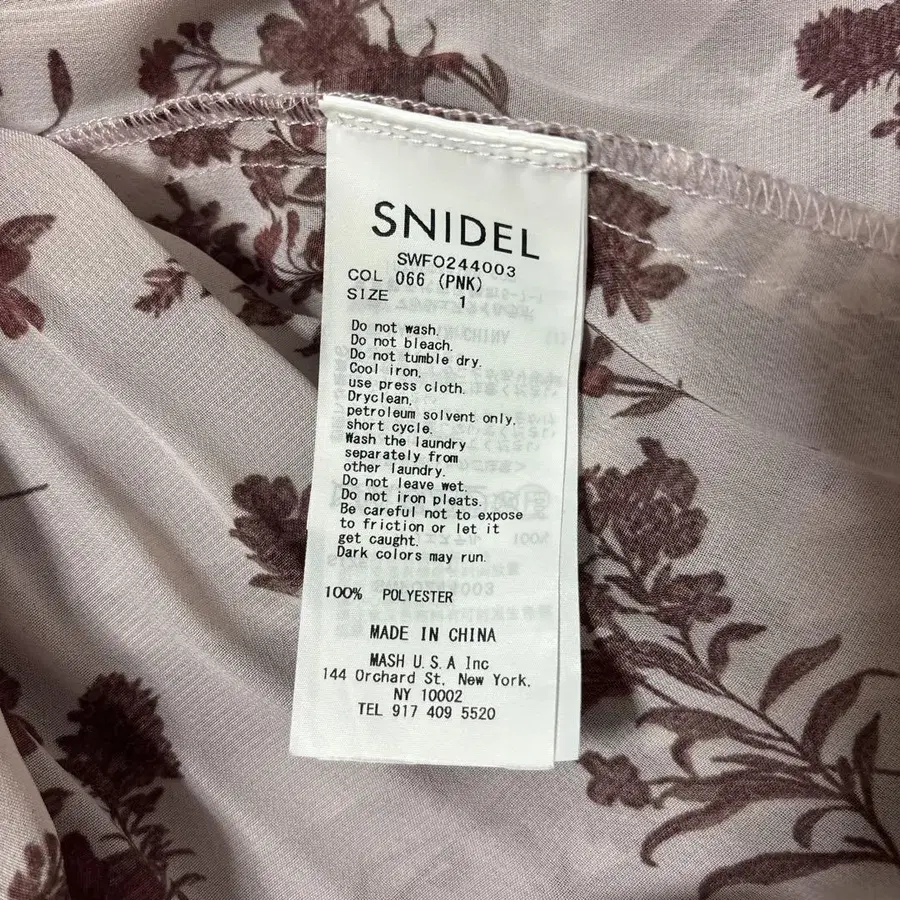 SNIDEL
SWFO244003
COL 066 (PNK)
SIZE 1
Do not wash.
Do not bleach.
Do not tumble dry.
Cool iron.
use press cloth.
Dryclean,
petroleum solvent only,
short cycle.
Wash the laundry
separately from
other laundry.
Do not leave wet.
Do not iron pleats.
Be careful not to expose
to friction or let it
get caught.
Dark colors may run.
100% POLYESTER
MADE IN CHINA
MASH U.S.A Inc
144 Orchard St, New York,
NY 10002
TEL 917 409 5520